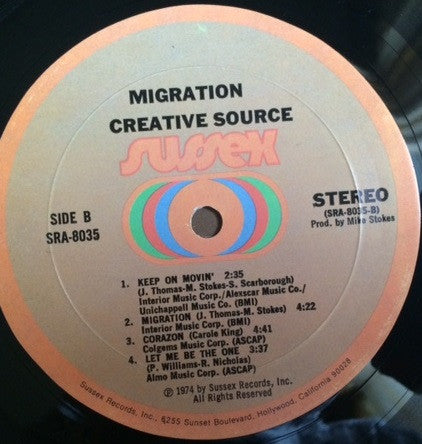 MIGRATION
CREATIVE SOURCE
sussex
SIDE B
SRA-8035
STEREO
(SRA-8035-B)
Prod. by Mike Stokes
1. KEEP ON MOVIN' 2:35
(J. Thomas-M. Stokes-S. Scarborough)
Interior Music Corp./Alexscar Music Co./
Unichappell Music Co. (BMI)
2. MIGRATION (J. Thomas-M. Stokes) 4:22
Interior Music Corp. (BMI)
3. CORAZON (Carole King) 4:41
Colgems Music Corp. (ASCAP)
4. LET ME BE THE ONE 3:37
(P. Williams-R. Nicholas)
Almo Music Corp. (ASCAP)
℗ 1974 by Sussex Records, Inc.
All Rights Reserved
Sussex Records, Inc., 6255 Sunset Boulevard, Hollywood, California 90028